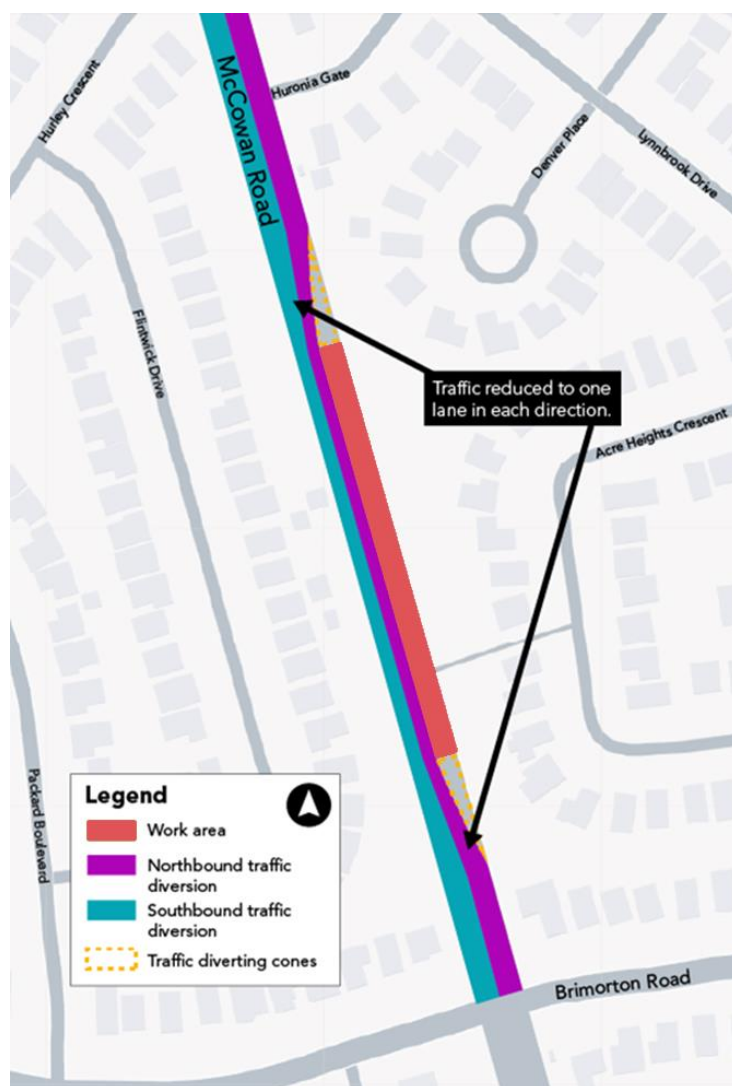 Huronia Gate
Hurley Crescent
McCowan Road
Denver Place
Lynnbrook Drive
Flintwick Drive
Traffic reduced to one
lane in each direction.
Acre Heights Crescent
Packard Boulevard
Legend
Work area
Northbound traffic
diversion
Southbound traffic
diversion
Traffic diverting cones
Brimorton Road